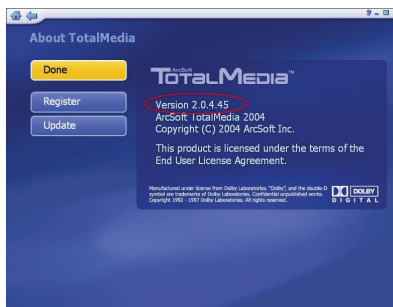 About TotalMedia
Done
Register
Update
ArcSoft
TOTALMEDIA™
Version 2.0.4.45
ArcSoft TotalMedia 2004
Copyright (C) 2004 ArcSoft Inc.
This product is licensed under the terms of the
End User License Agreement.
Manufactured under license from Dolby Laboratories. "Dolby", and the double-D
symbol are trademarks of Dolby Laboratories. Confidential unpublished works.
Copyright 1992 - 1997 Dolby Laboratories. All rights reserved.
DOLBY
DIGITAL